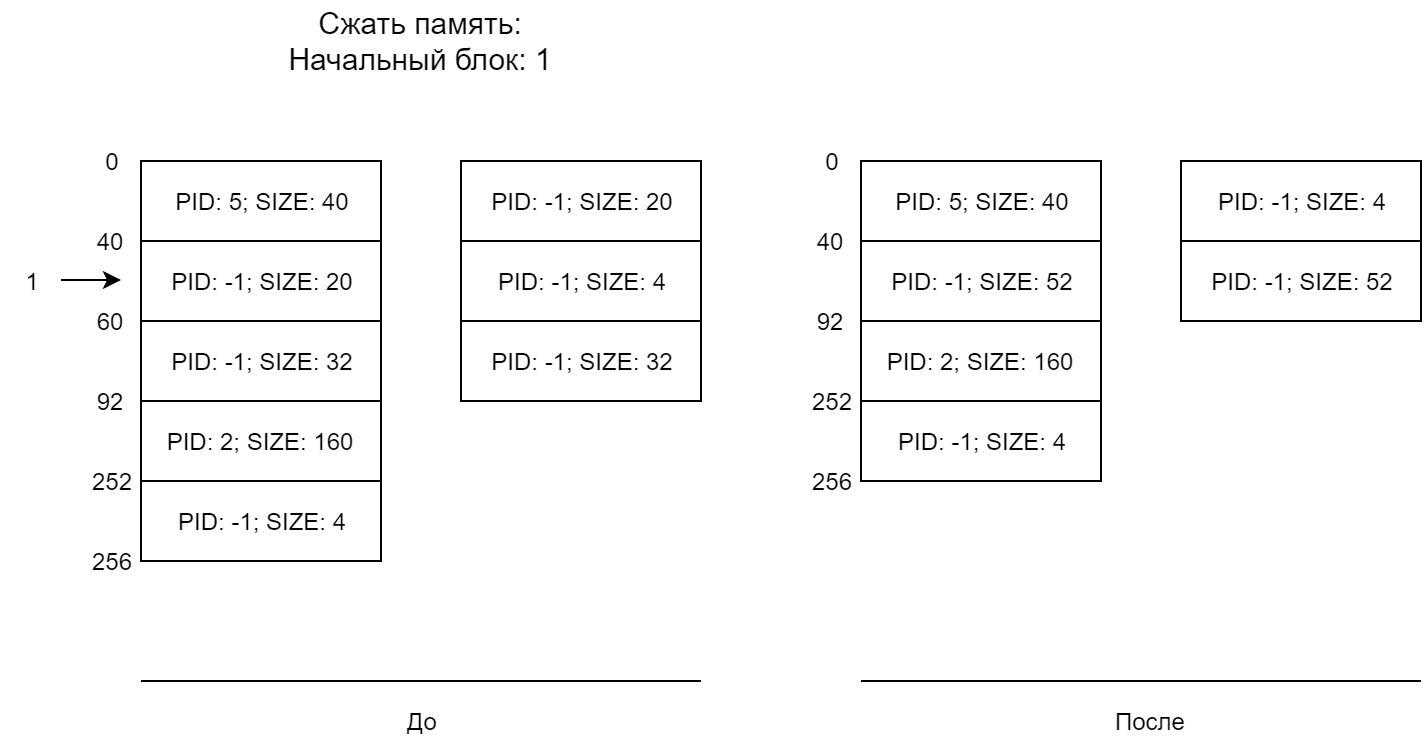 Сжать память:
Начальный блок: 1
0
PID: 5; SIZE: 40
40
1
PID: -1; SIZE: 20
60
PID: -1; SIZE: 32
92
PID: 2; SIZE: 160
252
PID: -1; SIZE: 4
256
PID: -1; SIZE: 20
PID: -1; SIZE: 4
PID: -1; SIZE: 32
До
0
PID: 5; SIZE: 40
40
PID: -1; SIZE: 52
92
PID: 2; SIZE: 160
252
PID: -1; SIZE: 4
256
PID: -1; SIZE: 4
PID: -1; SIZE: 52
После